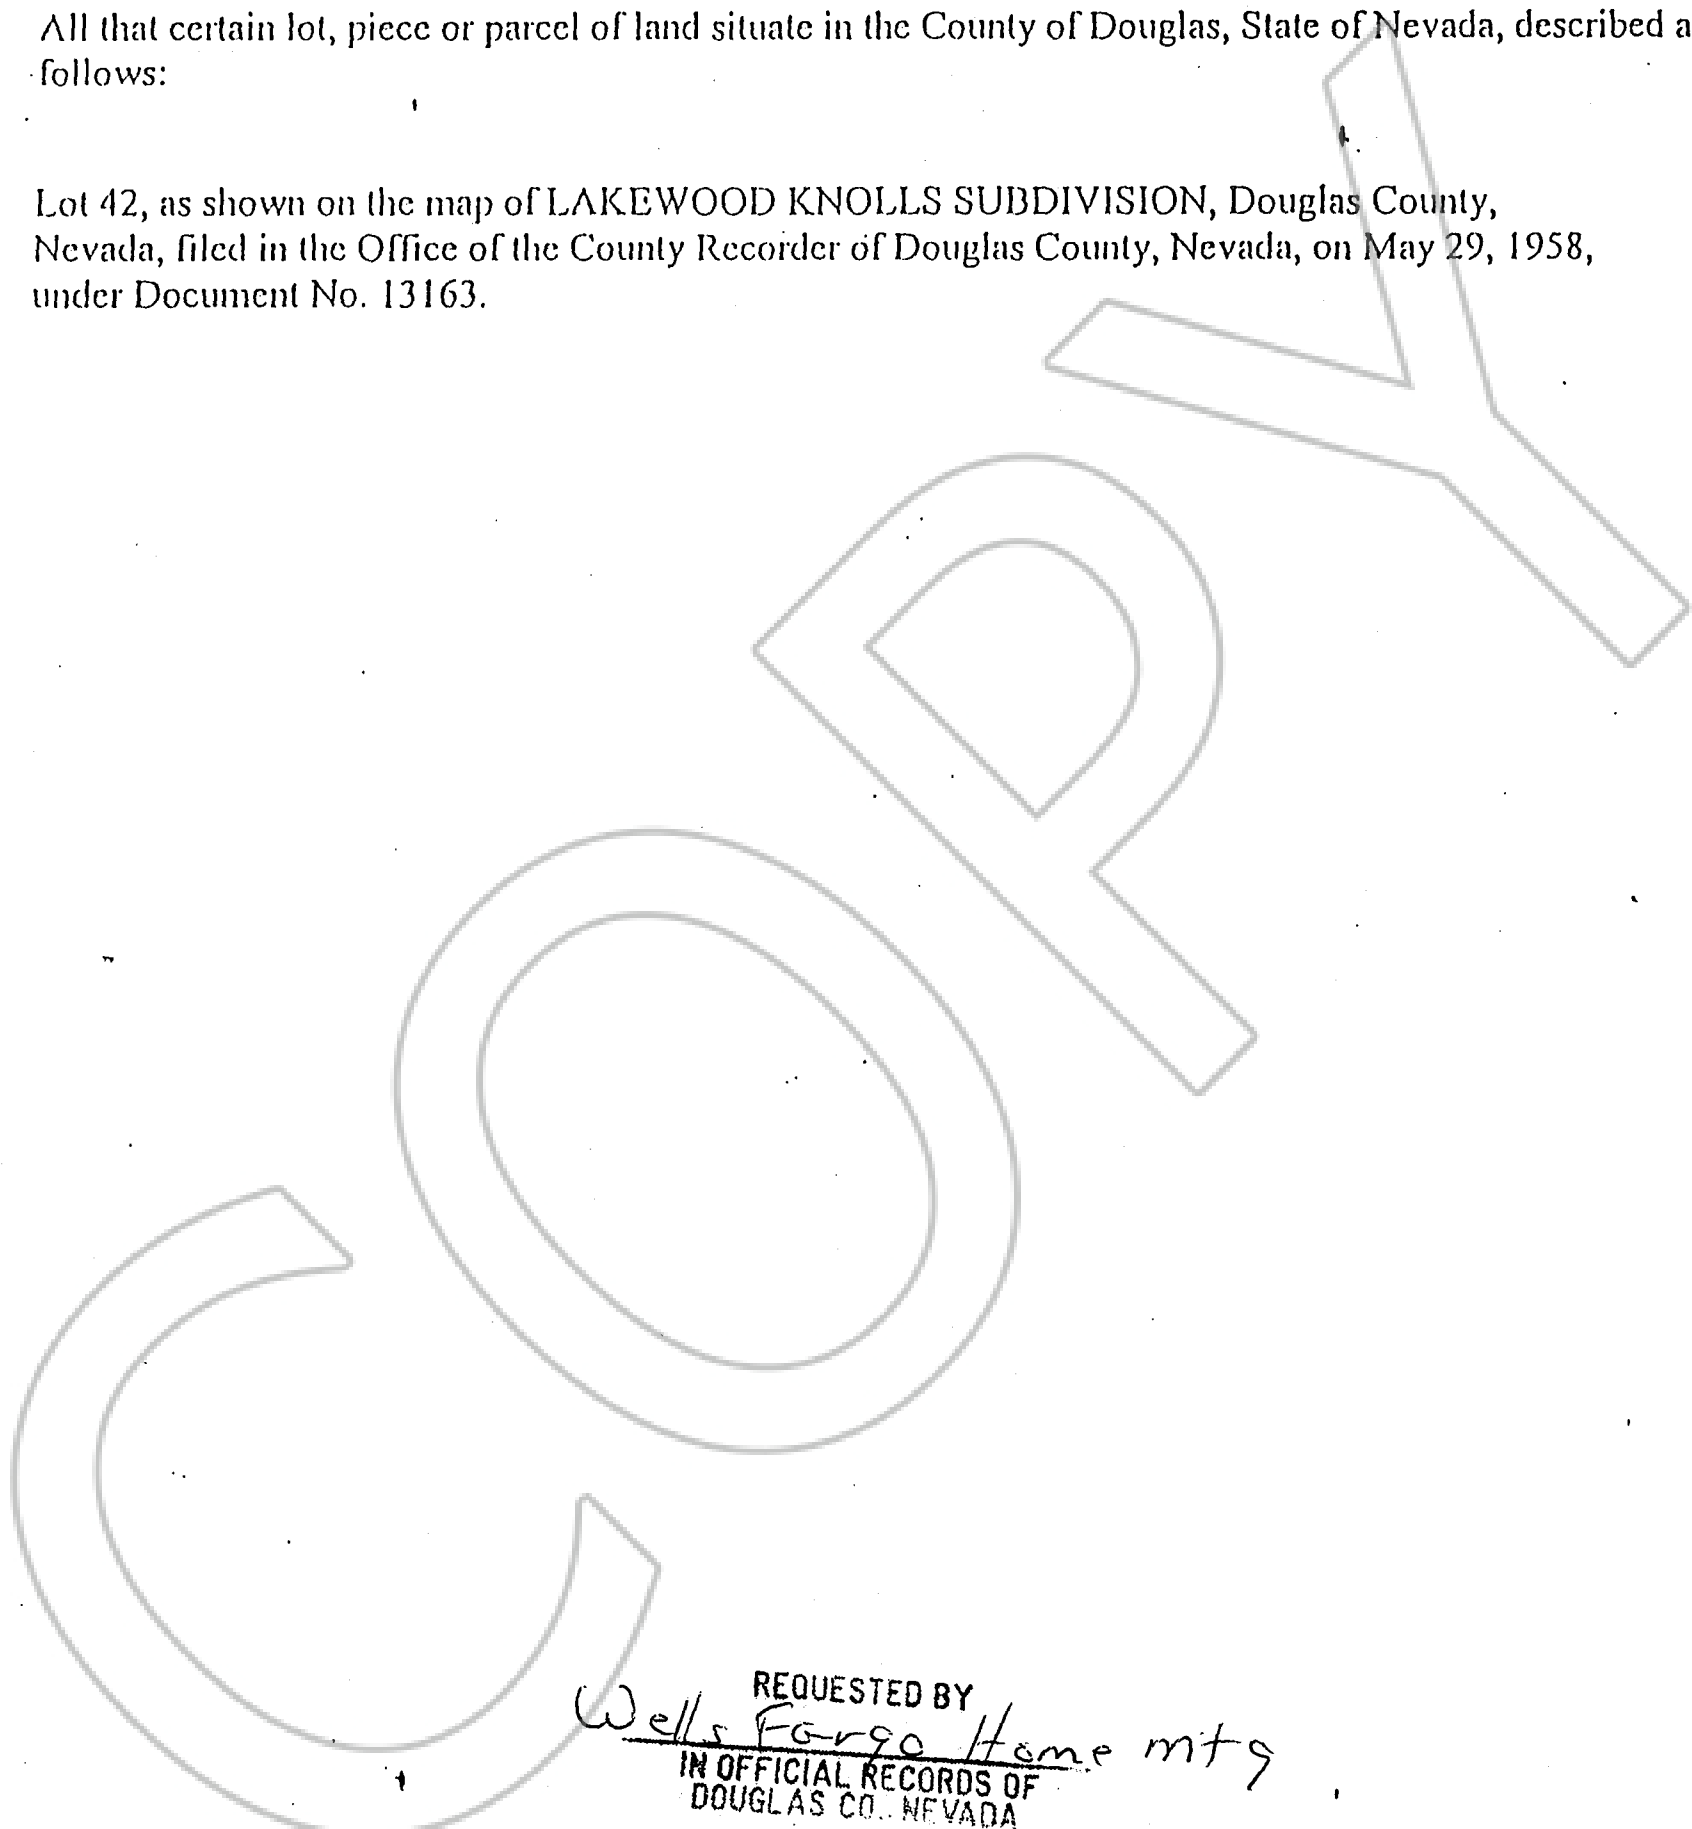 All that certain lot, piece or parcel of land situate in the County of Douglas, State of Nevada, described a
follows:
Lot 42, as shown on the map of LAKEWOOD KNOLLS SUBDIVISION, Douglas County,
Nevada, filed in the Office of the County Recorder of Douglas County, Nevada, on May 29, 1958,
under Document No. 13163.
COPY
REQUESTED BY
Wells Fargo Home mtg
IN OFFICIAL RECORDS OF
DOUGLAS CO., NEVADA